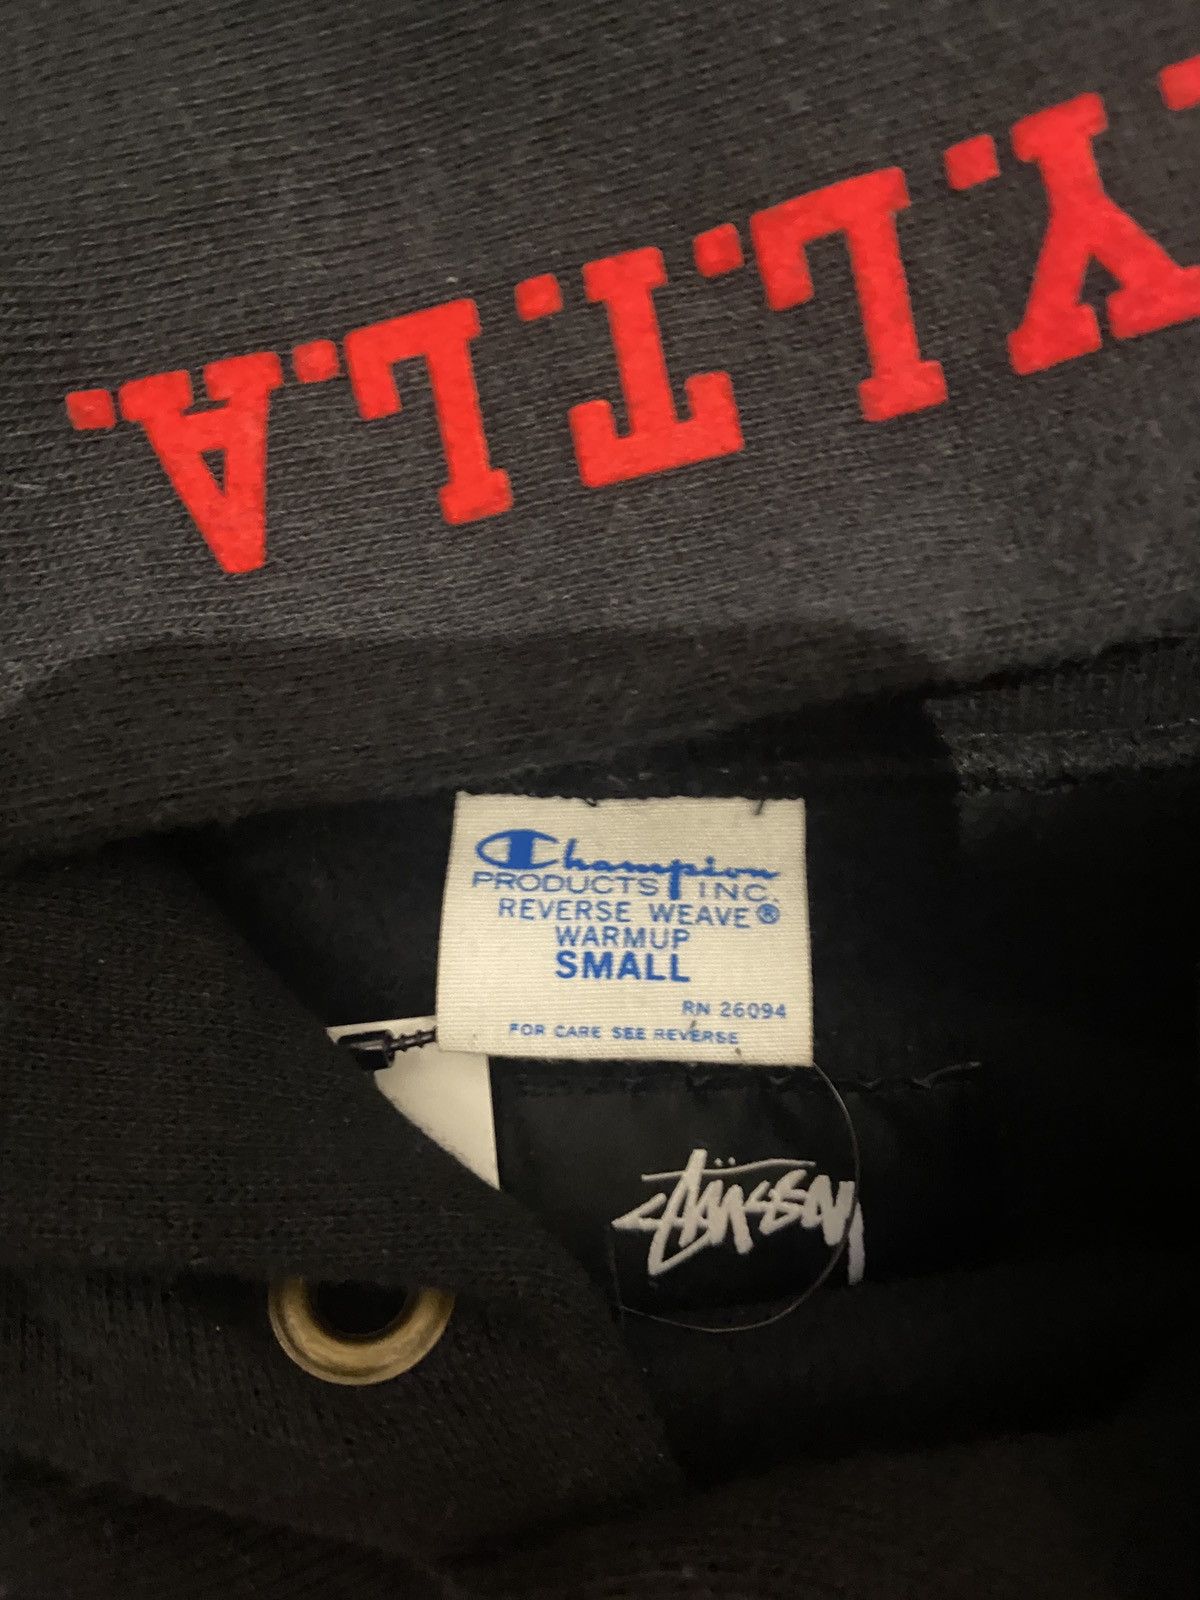 Y.L.T.L.A.
Champion
PRODUCTS INC.
REVERSE WEAVE®
WARMUP
SMALL
RN 26094
FOR CARE SEE REVERSE
STÜSSY